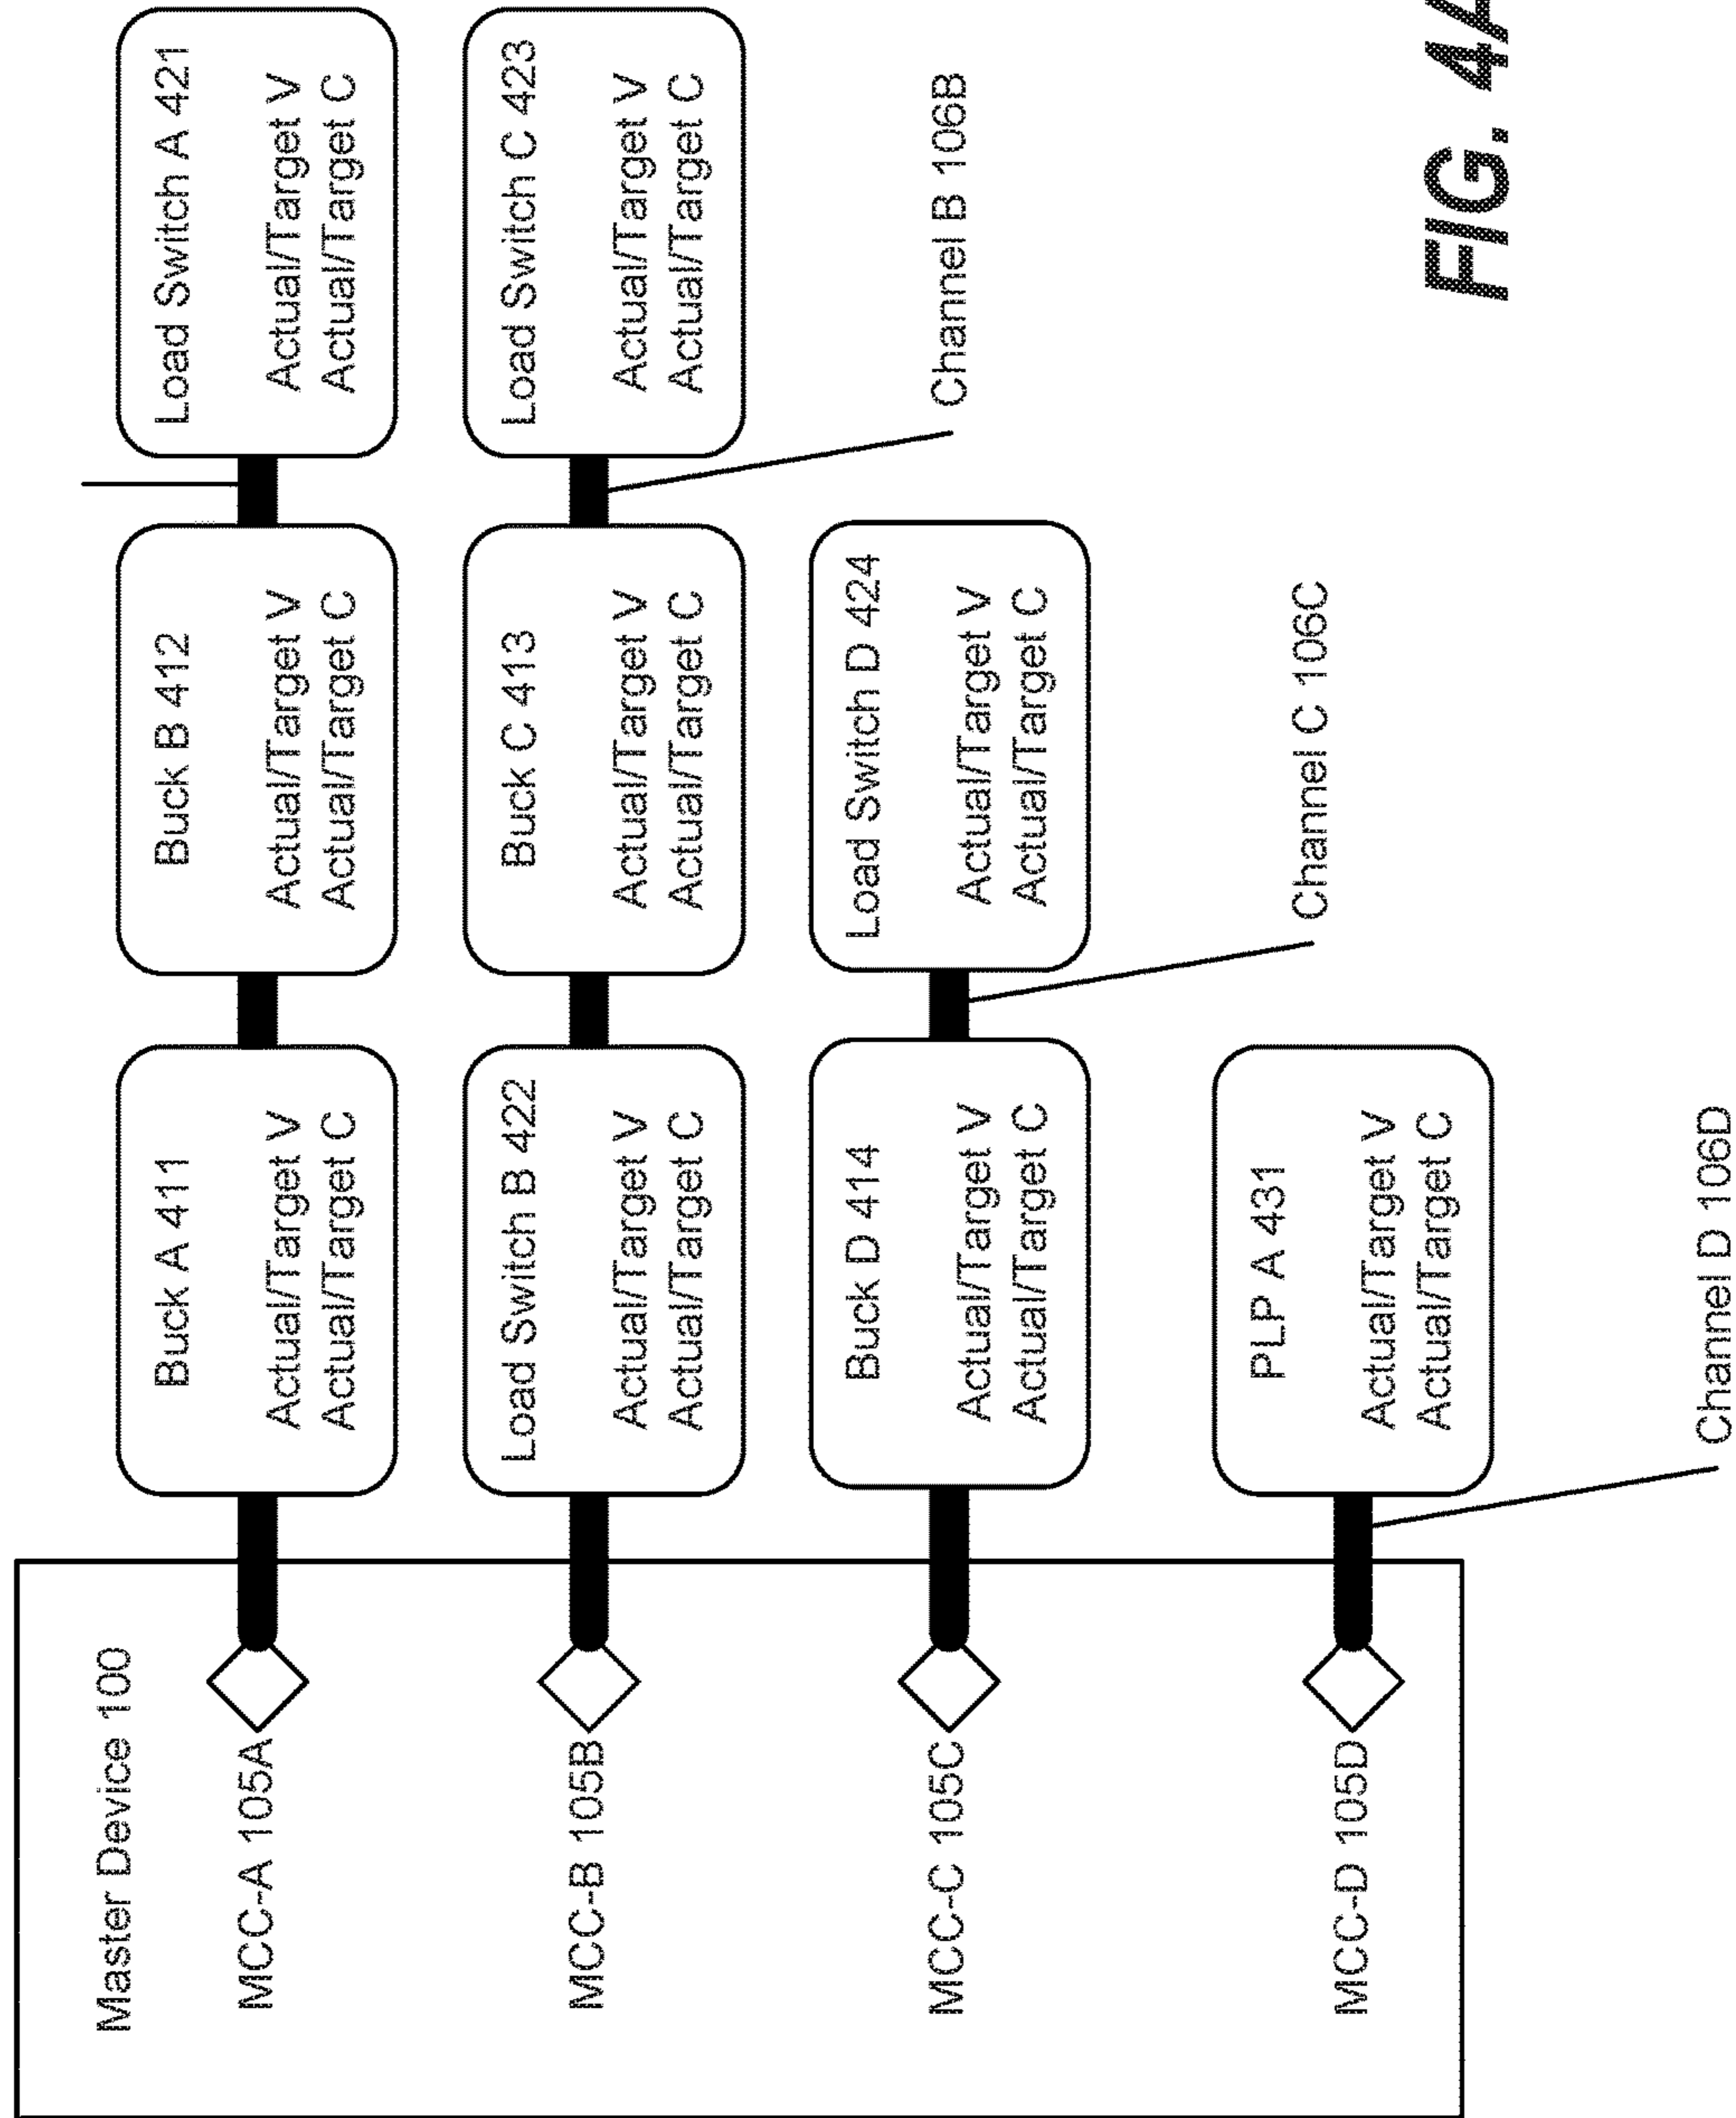 Master Device 100
MCC-A 105A
Buck A 411
Actual/Target V
Actual/Target C
Buck B 412
Actual/Target V
Actual/Target C
Load Switch A 421
Actual/Target V
Actual/Target C
MCC-B 105B
Load Switch B 422
Actual/Target V
Actual/Target C
Buck C 413
Actual/Target V
Actual/Target C
Load Switch C 423
Actual/Target V
Actual/Target C
Channel B 106B
MCC-C 105C
Buck D 414
Actual/Target V
Actual/Target C
Load Switch D 424
Actual/Target V
Actual/Target C
Channel C 106C
MCC-D 105D
PLP A 431
Actual/Target V
Actual/Target C
Channel D 106D
FIG. 4A